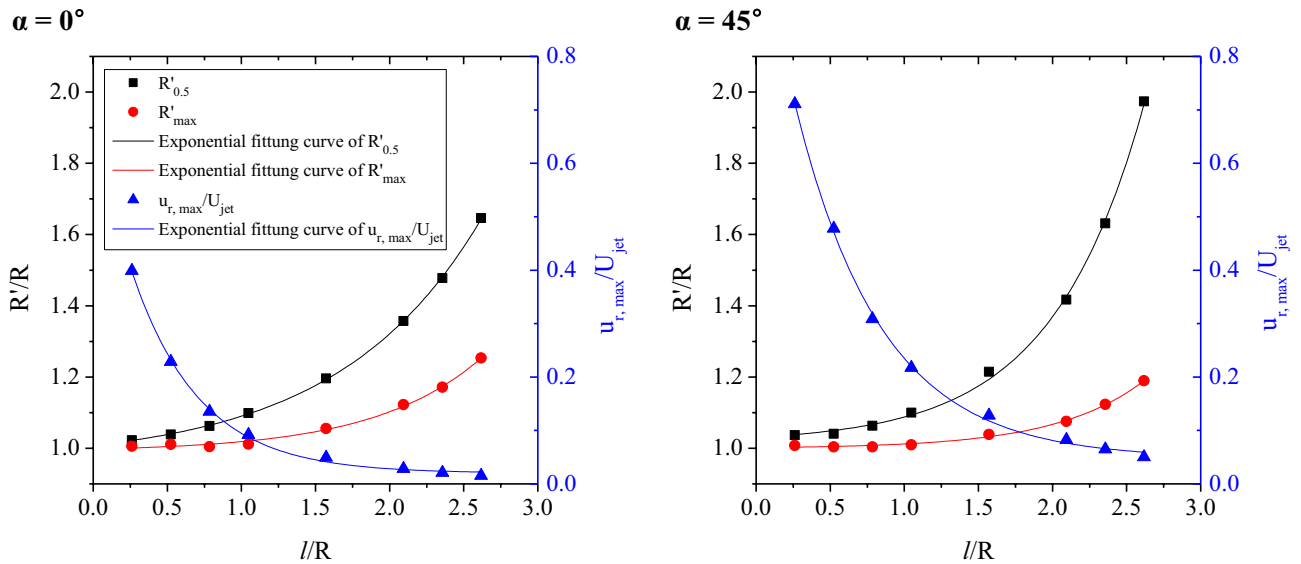 α = 0°
α = 45°
R'/R
2.0
1.8
1.6
1.4
1.2
1.0
R'0.5
R'max
Exponential fittung curve of R'0.5
Exponential fittung curve of R'max
ur, max/Ujet
Exponential fittung curve of ur, max/Ujet
0.8
0.6
0.4
0.2
0.0
ur, max/Ujet
0.0 0.5 1.0 1.5 2.0 2.5 3.0
l/R
R'/R
2.0
1.8
1.6
1.4
1.2
1.0
0.8
0.6
0.4
0.2
0.0
ur, max/Ujet
0.0 0.5 1.0 1.5 2.0 2.5 3.0
l/R